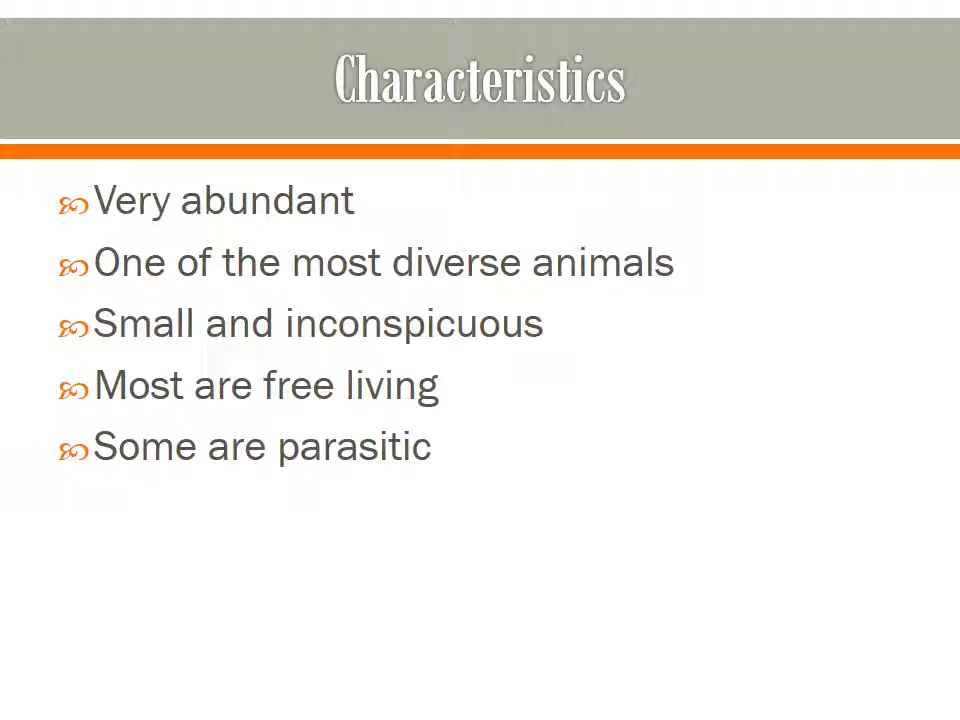 Characteristics
Very abundant
One of the most diverse animals
Small and inconspicuous
Most are free living
Some are parasitic